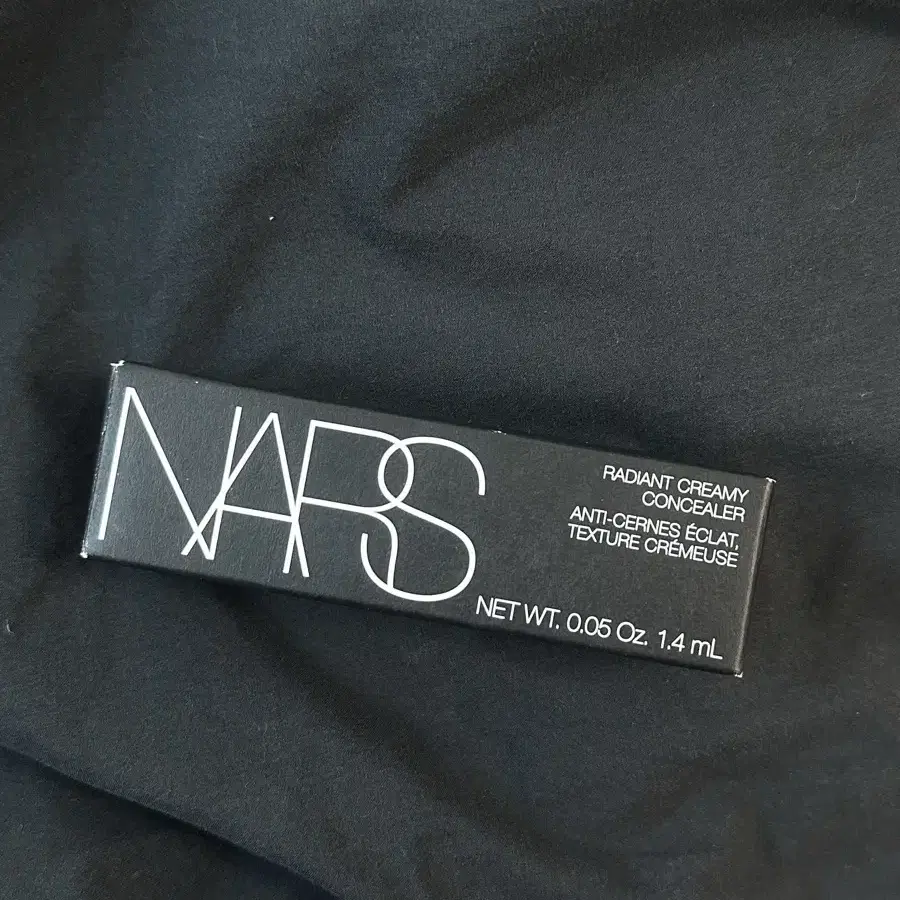 NARS
RADIANT CREAMY
CONCEALER
ANTI-CERNES ÉCLAT,
TEXTURE CRÉMEUSE
NET WT. 0.05 Oz. 1.4 mL